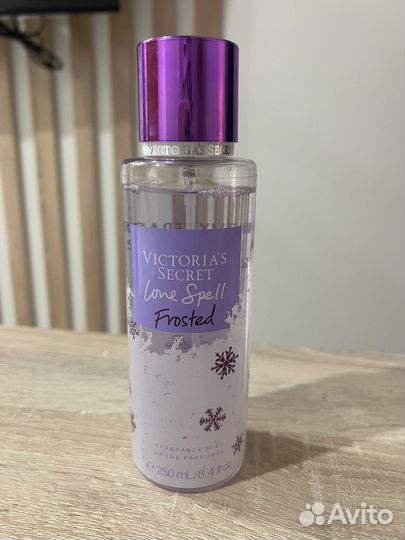 VICTORIA'S SECRET
VICTORIA'S
SECRET
Love Spell
Frosted
FRAGRANCE MIST
BRUME PARFUMÉE
℮ 250 mL/8.4 fl oz
Avito